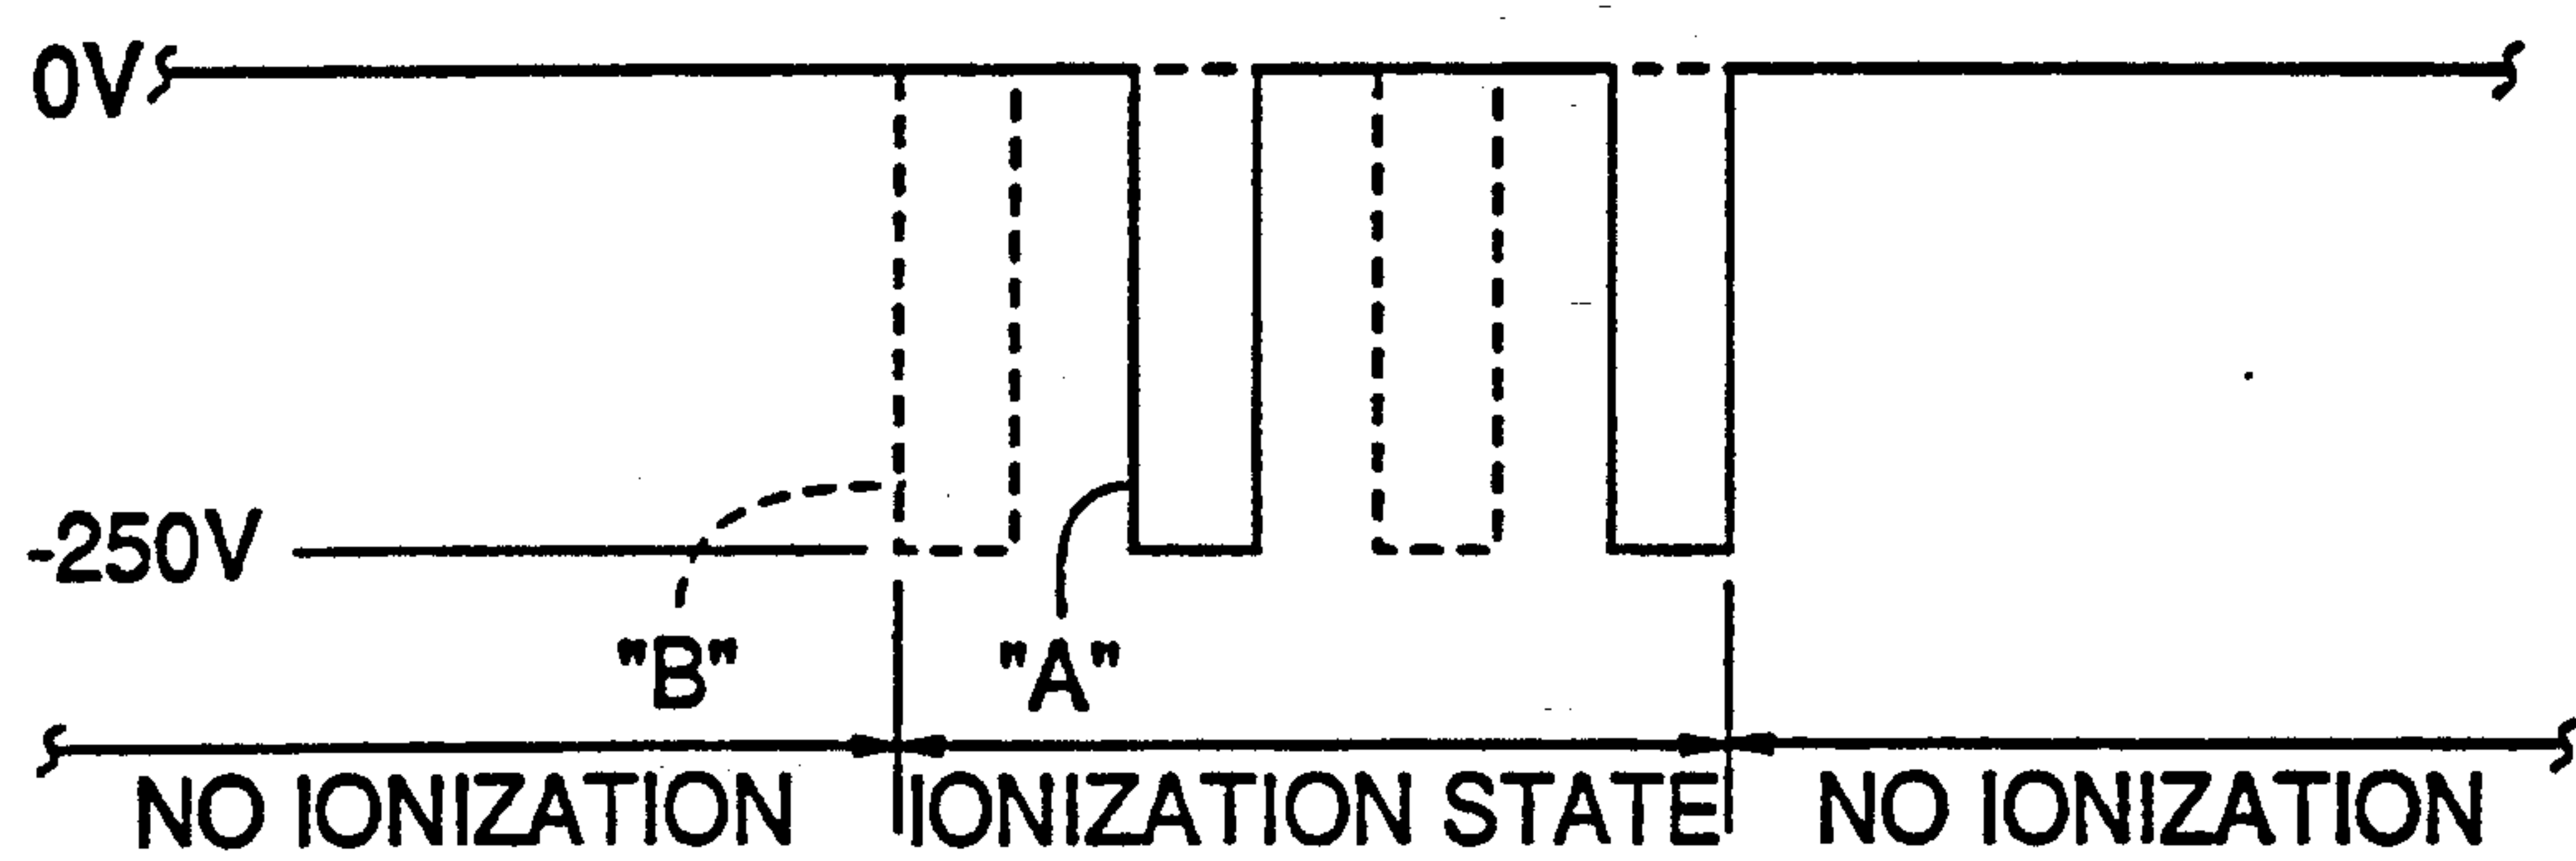 0V
-250V
"B" "A"
NO IONIZATION IONIZATION STATE NO IONIZATION